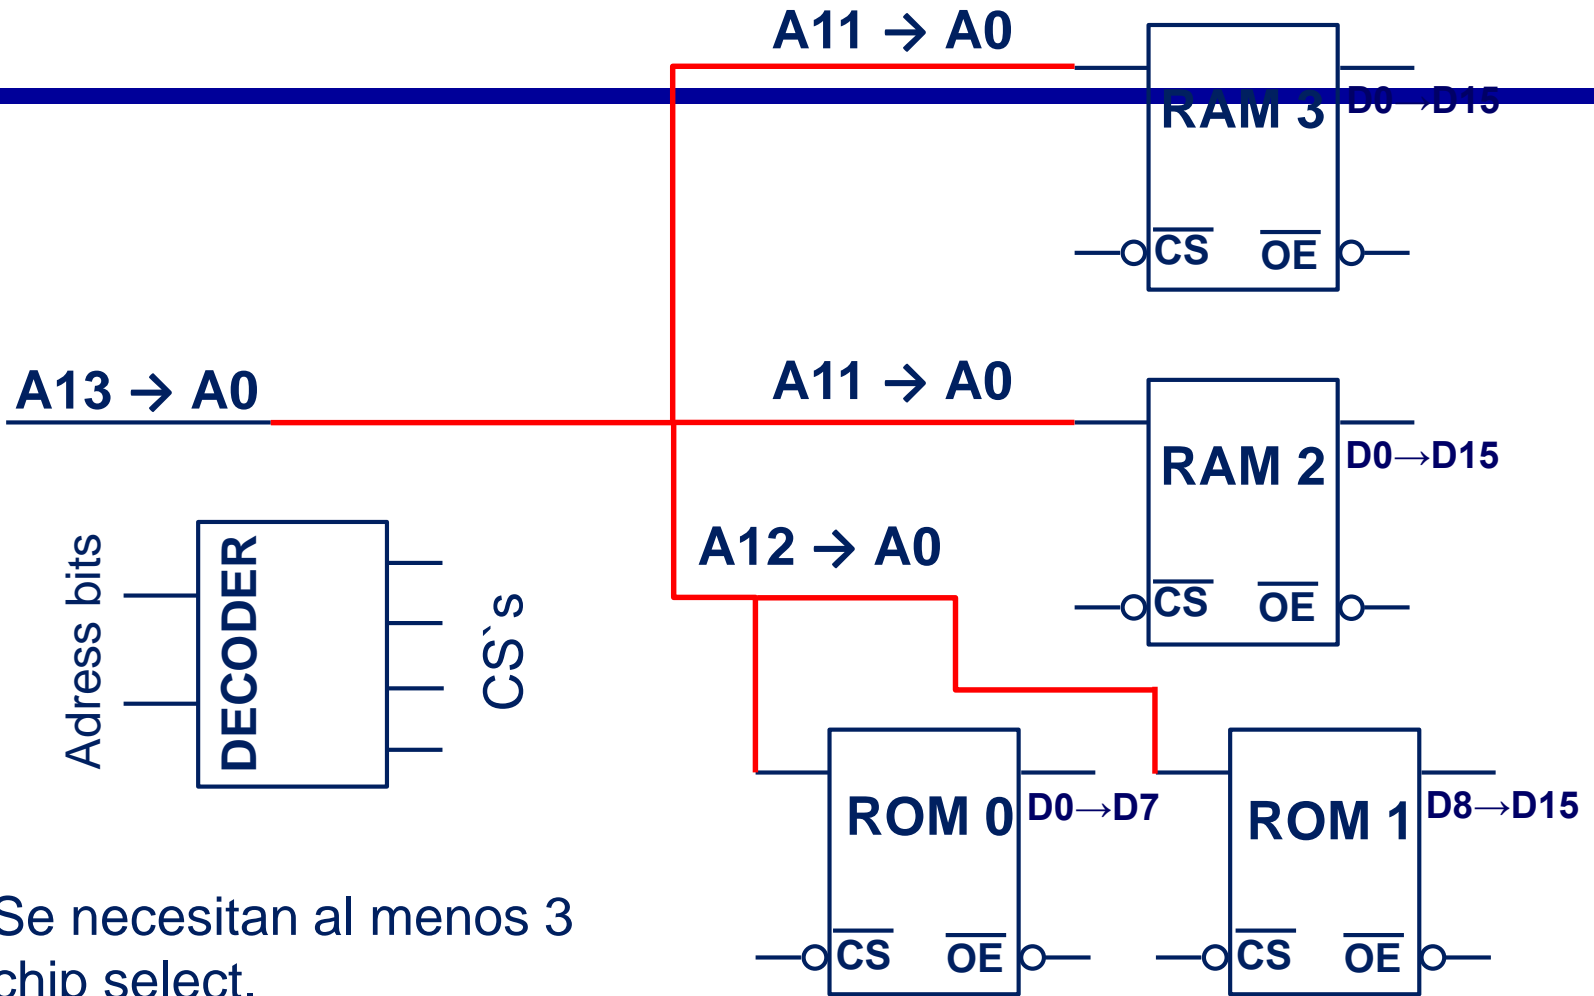 A11 → A0
RAM 3
D0→D15
CS OE
A13 → A0
A11 → A0
RAM 2
D0→D15
CS OE
Adress bits
DECODER
CS`s
A12 → A0
ROM 0
D0→D7
CS OE
ROM 1
D8→D15
CS OE
Se necesitan al menos 3
chip select.